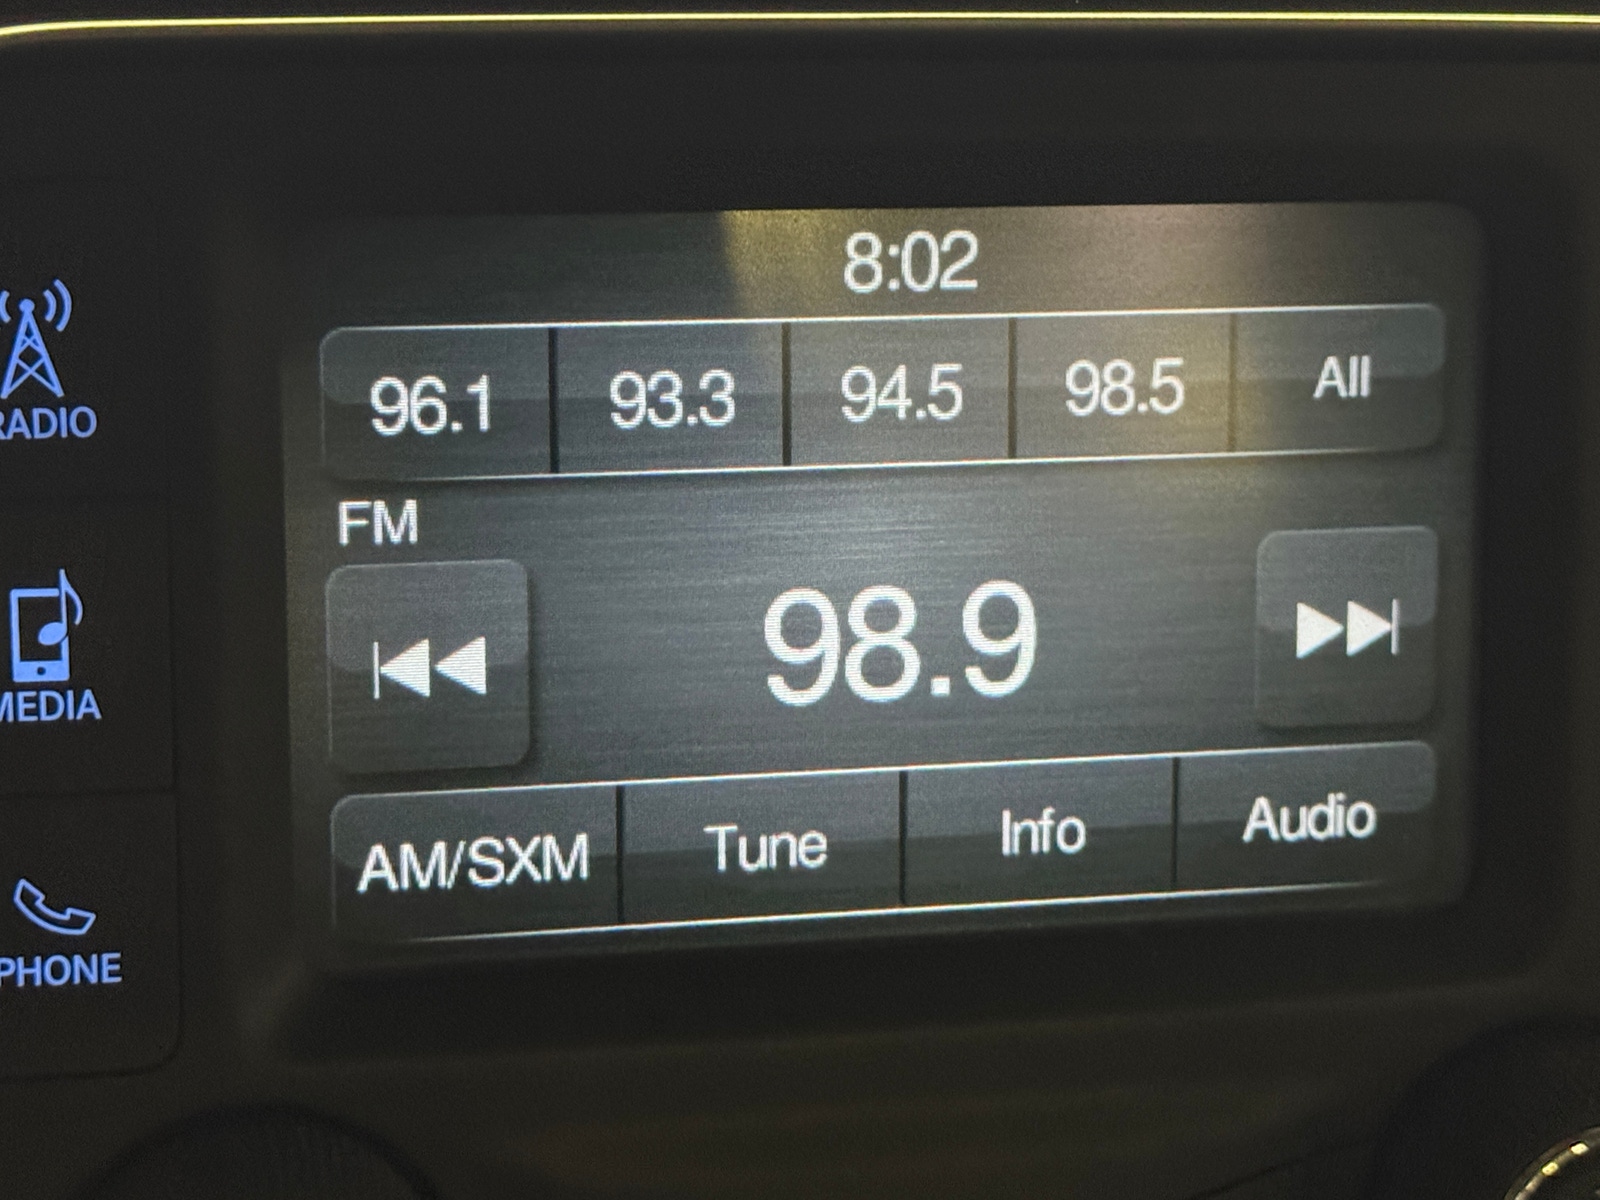 8:02
96.1 93.3 94.5 98.5 All
RADIO
FM
98.9
MEDIA
AM/SXM Tune Info Audio
PHONE